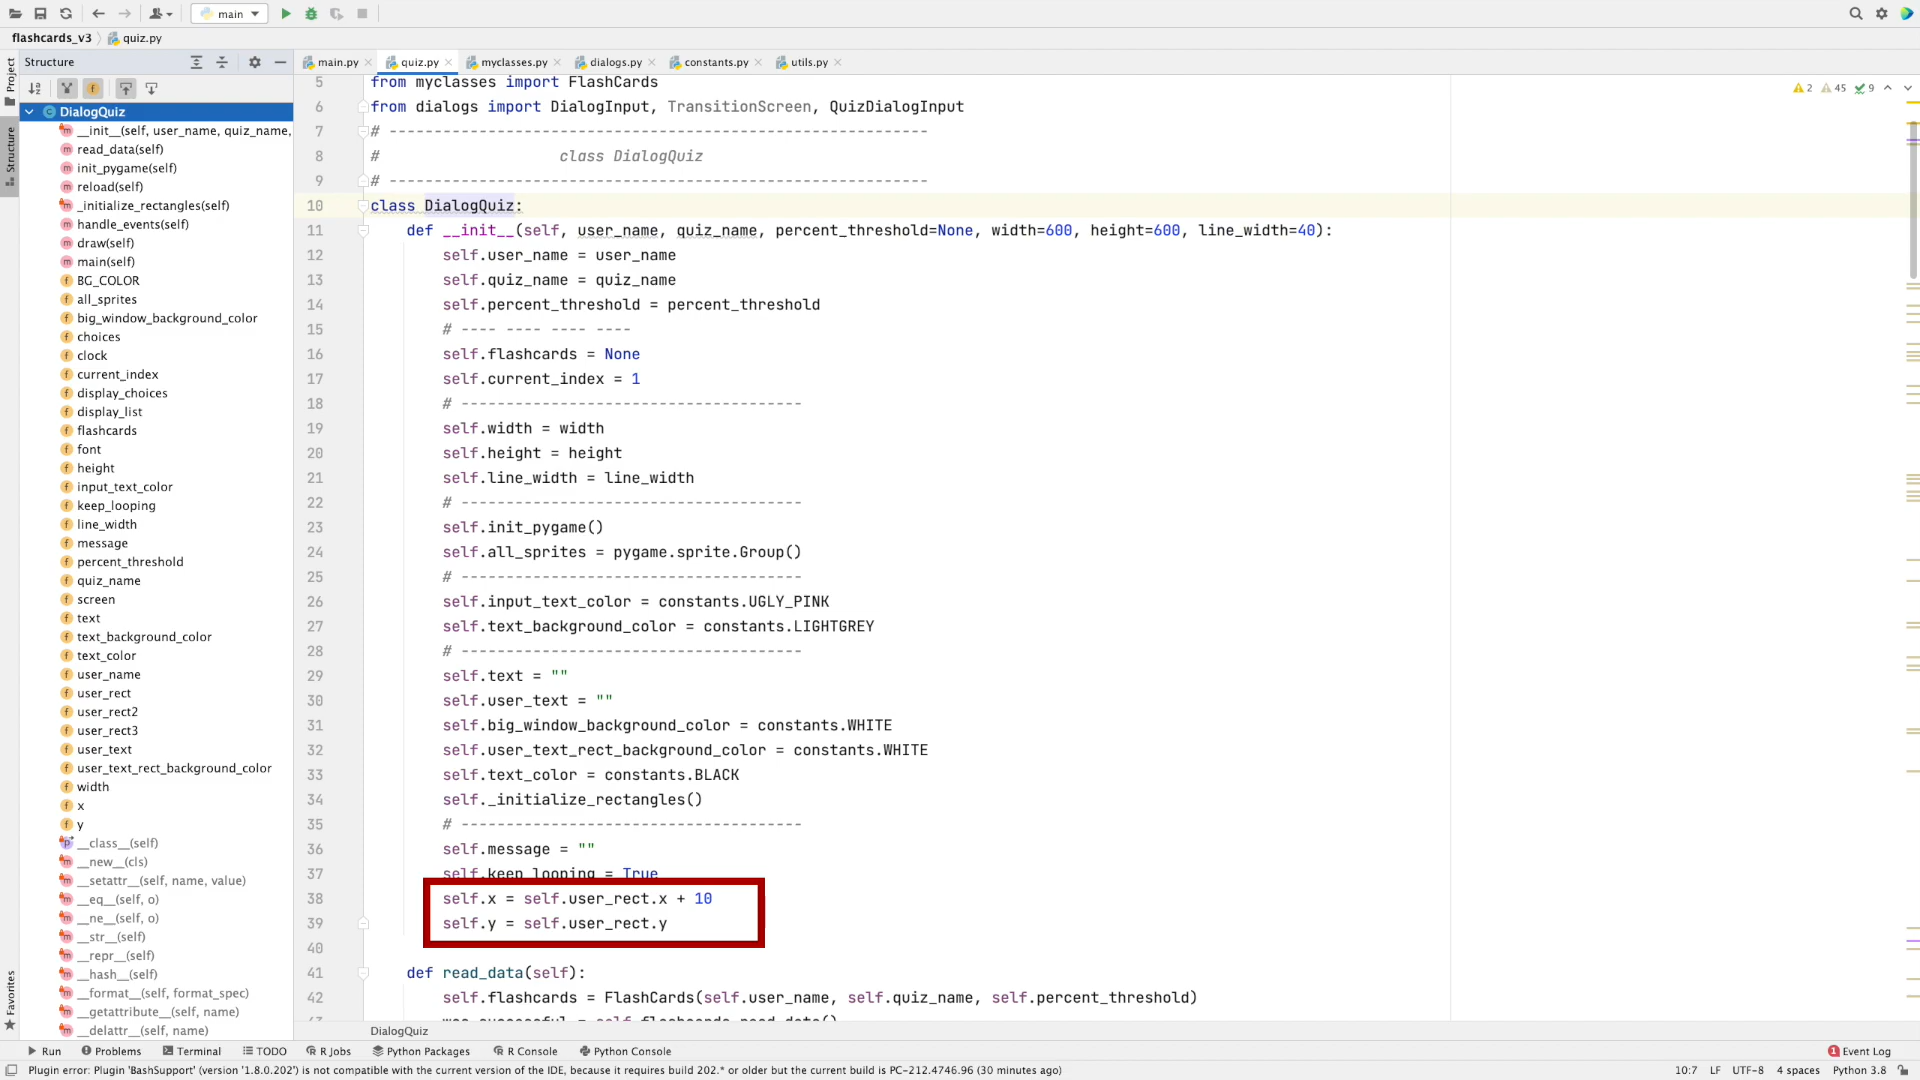 main
flashcards_v3 quiz.py
Project
Structure
Favorites
Structure
DialogQuiz
__init__(self, user_name, quiz_name,
read_data(self)
init_pygame(self)
reload(self)
_initialize_rectangles(self)
handle_events(self)
draw(self)
main(self)
BG_COLOR
all_sprites
big_window_background_color
choices
clock
current_index
display_choices
display_list
flashcards
font
height
input_text_color
keep_looping
line_width
message
percent_threshold
quiz_name
screen
text
text_background_color
text_color
user_name
user_rect
user_rect2
user_rect3
user_text
user_text_rect_background_color
width
x
y
__class__(self)
__new__(cls)
__setattr__(self, name, value)
__eq__(self, o)
__ne__(self, o)
__str__(self)
__repr__(self)
__hash__(self)
__format__(self, format_spec)
__getattribute__(self, name)
__delattr__(self, name)
main.py quiz.py myclasses.py dialogs.py constants.py utils.py
2 45 9
5 from myclasses import FlashCards
6 from dialogs import DialogInput, TransitionScreen, QuizDialogInput
7 # ------------------------------------------------------------
8 # class DialogQuiz
9 # ------------------------------------------------------------
10 class DialogQuiz:
11 def __init__(self, user_name, quiz_name, percent_threshold=None, width=600, height=600, line_width=40):
12 self.user_name = user_name
13 self.quiz_name = quiz_name
14 self.percent_threshold = percent_threshold
15 # ---- ---- ---- ----
16 self.flashcards = None
17 self.current_index = 1
18 # --------------------------------------
19 self.width = width
20 self.height = height
21 self.line_width = line_width
22 # --------------------------------------
23 self.init_pygame()
24 self.all_sprites = pygame.sprite.Group()
25 # --------------------------------------
26 self.input_text_color = constants.UGLY_PINK
27 self.text_background_color = constants.LIGHTGREY
28 # --------------------------------------
29 self.text = ""
30 self.user_text = ""
31 self.big_window_background_color = constants.WHITE
32 self.user_text_rect_background_color = constants.WHITE
33 self.text_color = constants.BLACK
34 self._initialize_rectangles()
35 # --------------------------------------
36 self.message = ""
37 self.keep_looping = True
38 self.x = self.user_rect.x + 10
39 self.y = self.user_rect.y
40
41 def read_data(self):
42 self.flashcards = FlashCards(self.user_name, self.quiz_name, self.percent_threshold)
43 was_successful = self.flashcards.read_data()
DialogQuiz
Run Problems Terminal TODO R Jobs Python Packages R Console Python Console 1 Event Log
Plugin error: Plugin 'BashSupport' (version '1.8.0.202') is not compatible with the current version of the IDE, because it requires build 202.* or older but the current build is PC-212.4746.96 (30 minutes ago) 10:7 LF UTF-8 4 spaces Python 3.8